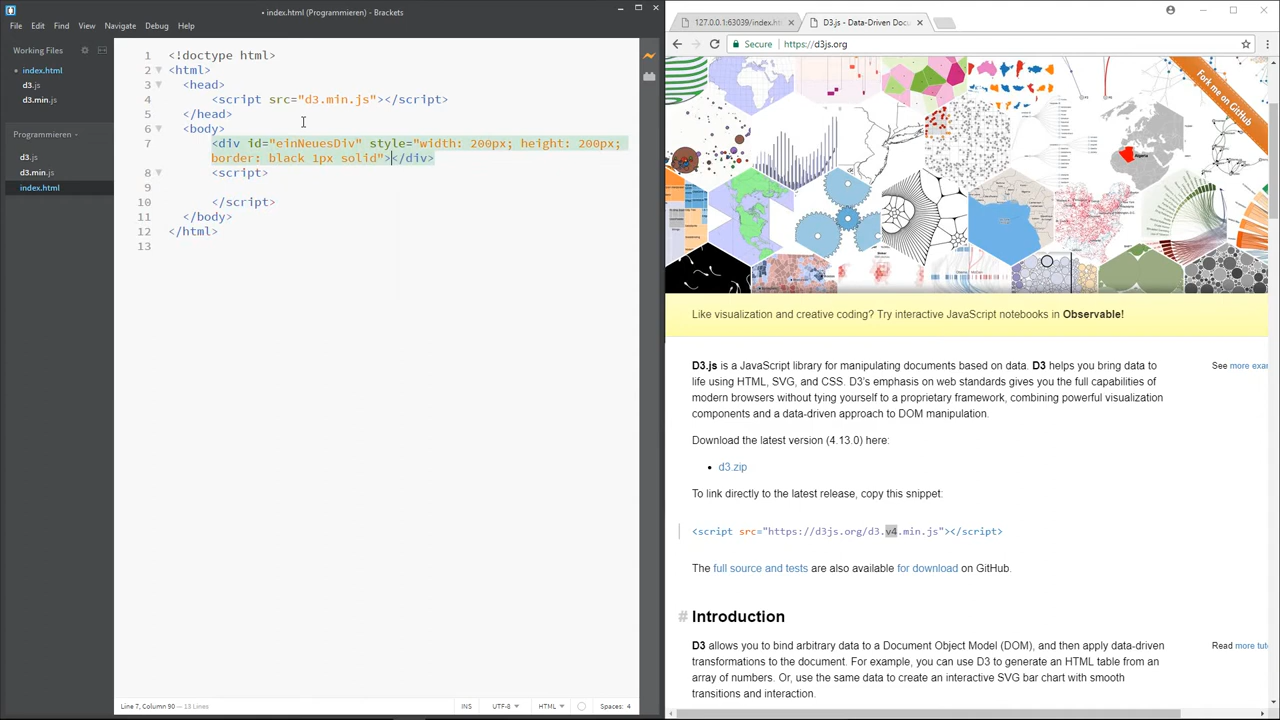 • index.html (Programmieren) - Brackets
File Edit Find View Navigate Debug Help
Working Files
• index.html
d3.js
d3.min.js
Programmieren
d3.js
d3.min.js
index.html
1 <!doctype html>
2 <html>
3 <head>
4 <script src="d3.min.js"></script>
5 </head>
6 <body>
7 <div id="einNeuesDiv" style="width: 200px; height: 200px;
border: black 1px solid"></div>
8 <script>
9
10 </script>
11 </body>
12 </html>
13
Line 7, Column 90 — 13 Lines
INS UTF-8 HTML Spaces: 4
127.0.0.1:63039/index.ht
D3.js - Data-Driven Docu
Secure https://d3js.org
Fork me on GitHub
Algeria
Like visualization and creative coding? Try interactive JavaScript notebooks in Observable!
D3.js is a JavaScript library for manipulating documents based on data. D3 helps you bring data to
life using HTML, SVG, and CSS. D3's emphasis on web standards gives you the full capabilities of
modern browsers without tying yourself to a proprietary framework, combining powerful visualization
components and a data-driven approach to DOM manipulation.
See more exa
Download the latest version (4.13.0) here:
• d3.zip
To link directly to the latest release, copy this snippet:
<script src="https://d3js.org/d3.v4.min.js"></script>
The full source and tests are also available for download on GitHub.
# Introduction
D3 allows you to bind arbitrary data to a Document Object Model (DOM), and then apply data-driven
transformations to the document. For example, you can use D3 to generate an HTML table from an
array of numbers. Or, use the same data to create an interactive SVG bar chart with smooth
transitions and interaction.
Read more tut